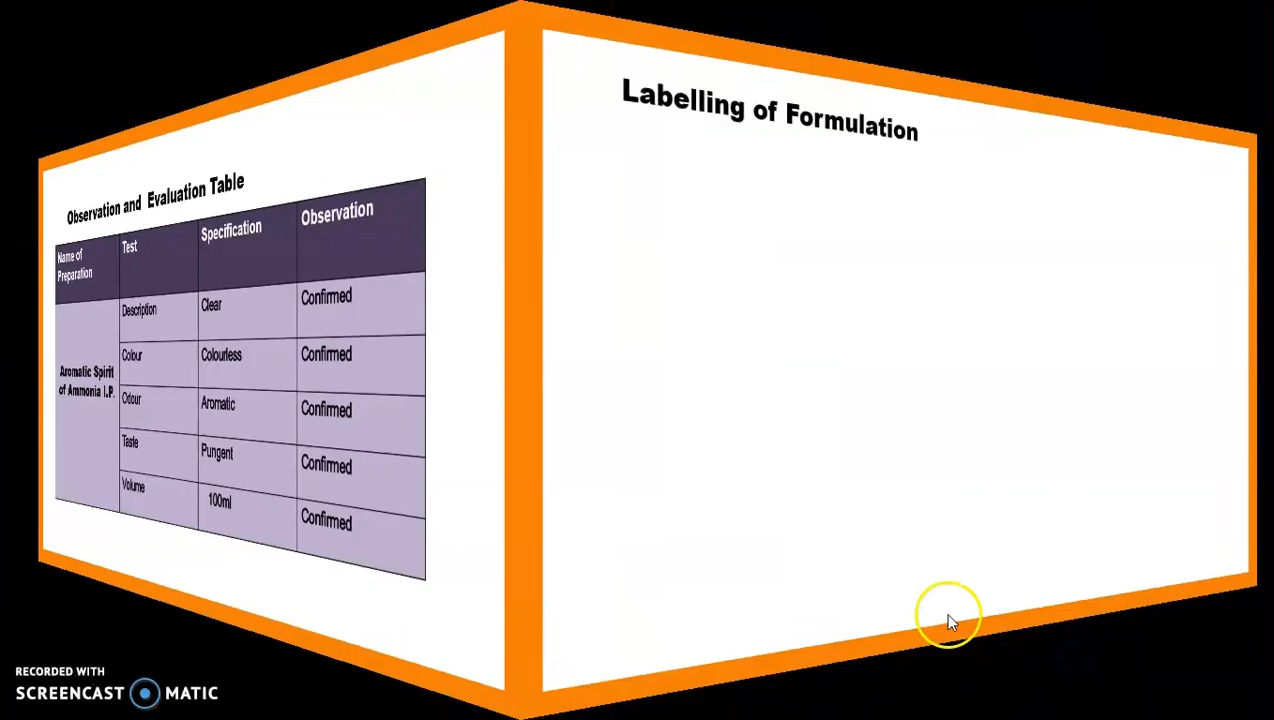 Observation and Evaluation Table
Name of
Preparation
Test
Specification
Observation
Aromatic Spirit
of Ammonia I.P.
Description
Clear
Confirmed
Colour
Colourless
Confirmed
Odour
Aromatic
Confirmed
Taste
Pungent
Confirmed
Volume
100ml
Confirmed
Labelling of Formulation
RECORDED WITH
SCREENCAST MATIC